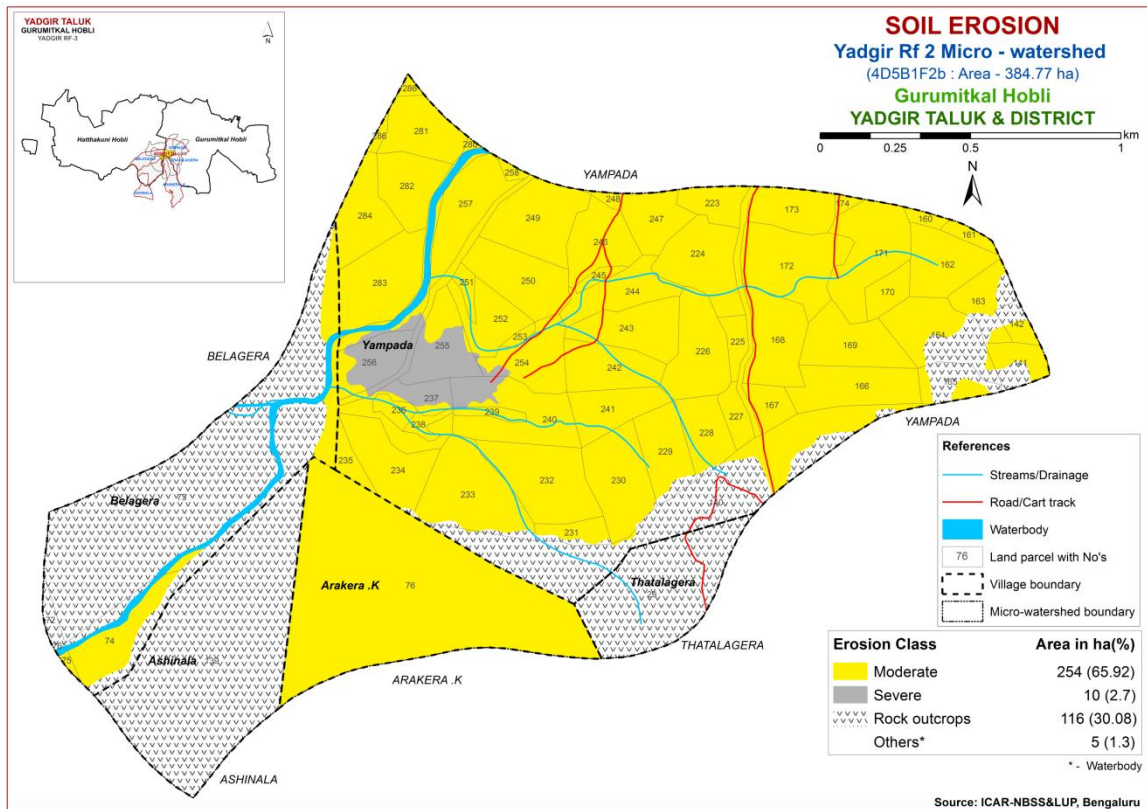 YADGIR TALUK
GURUMITKAL HOBLI
YADGIR RF-3
N
Hatthakuni Hobli
Gurumitkal Hobli
SOIL EROSION
Yadgir Rf 2 Micro - watershed
(4D5B1F2b : Area - 384.77 ha)
Gurumitkal Hobli
YADGIR TALUK & DISTRICT
0 0.25 0.5 1
km
N
YAMPADA
286
281
282
284
283
257
258
249
248
247
223
173
174
160
161
246
224
172
171
162
251
250
245
244
170
163
252
253
243
225
168
164
142
Yampada
255
256
254
242
226
169
141
BELAGERA
166
237
236
239
240
241
227
167
YAMPADA
238
228
235
234
233
232
230
229
231
Belagera
Arakera .K
76
Thatalagera
74
75
Ashinala
THATALAGERA
ARAKERA .K
ASHINALA
References
Streams/Drainage
Road/Cart track
Waterbody
76 Land parcel with No's
Village boundary
Micro-watershed boundary
Erosion Class Area in ha(%)
Moderate 254 (65.92)
Severe 10 (2.7)
Rock outcrops 116 (30.08)
Others* 5 (1.3)
* - Waterbody
Source: ICAR-NBSS&LUP, Bengaluru